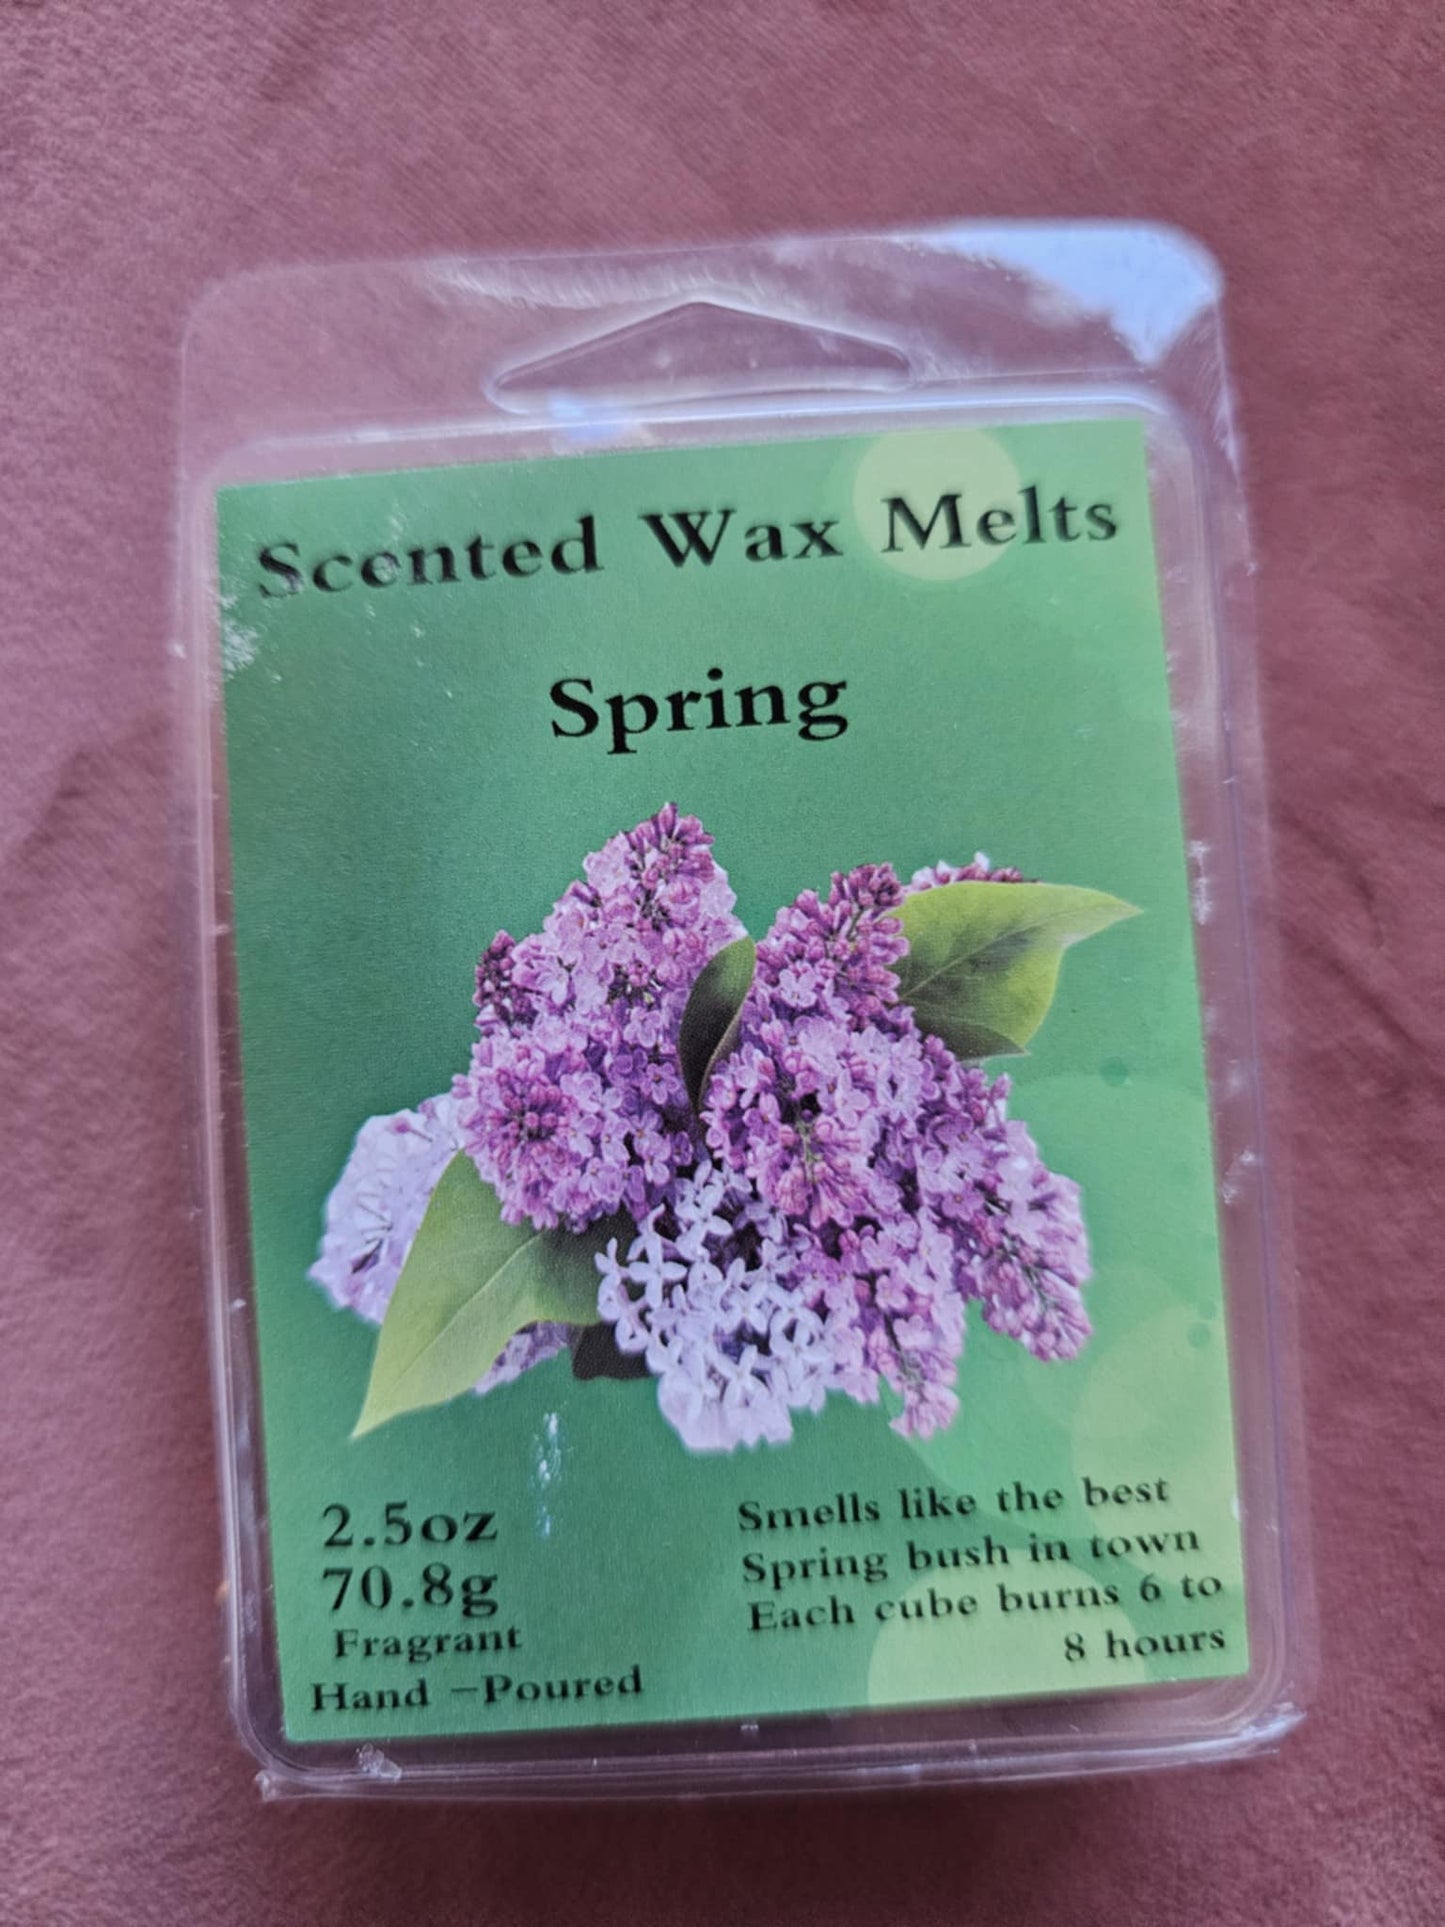 Scented Wax Melts
Spring
2.5oz
70.8g
Fragrant
Hand –Poured
Smells like the best
Spring bush in town
Each cube burns 6 to
8 hours